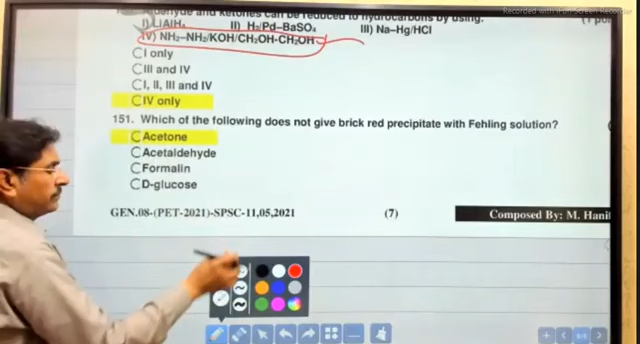 dehyde and ketones can be reduced to hydrocarbons by using.
I) LiAlH₄ II) H₂/Pd–BaSO₄ III) Na–Hg/HCl
IV) NH₂–NH₂/KOH/CH₂OH-CH₂OH
I only
III and IV
I, II, III and IV
IV only
151. Which of the following does not give brick red precipitate with Fehling solution?
Acetone
Acetaldehyde
Formalin
D-glucose
GEN.08-(PET-2021)-SPSC-11,05,2021 (7) Composed By: M. Hani